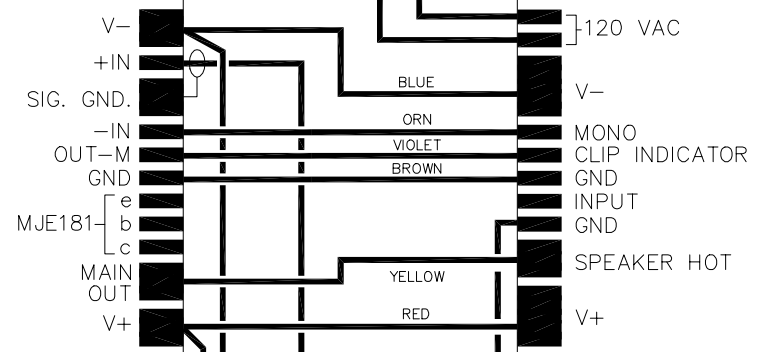 V-
+IN
SIG. GND.
-IN
OUT-M
GND
MJE181
e
b
c
MAIN
OUT
V+
BLUE
ORN
VIOLET
BROWN
YELLOW
RED
120 VAC
V-
MONO
CLIP INDICATOR
GND
INPUT
GND
SPEAKER HOT
V+